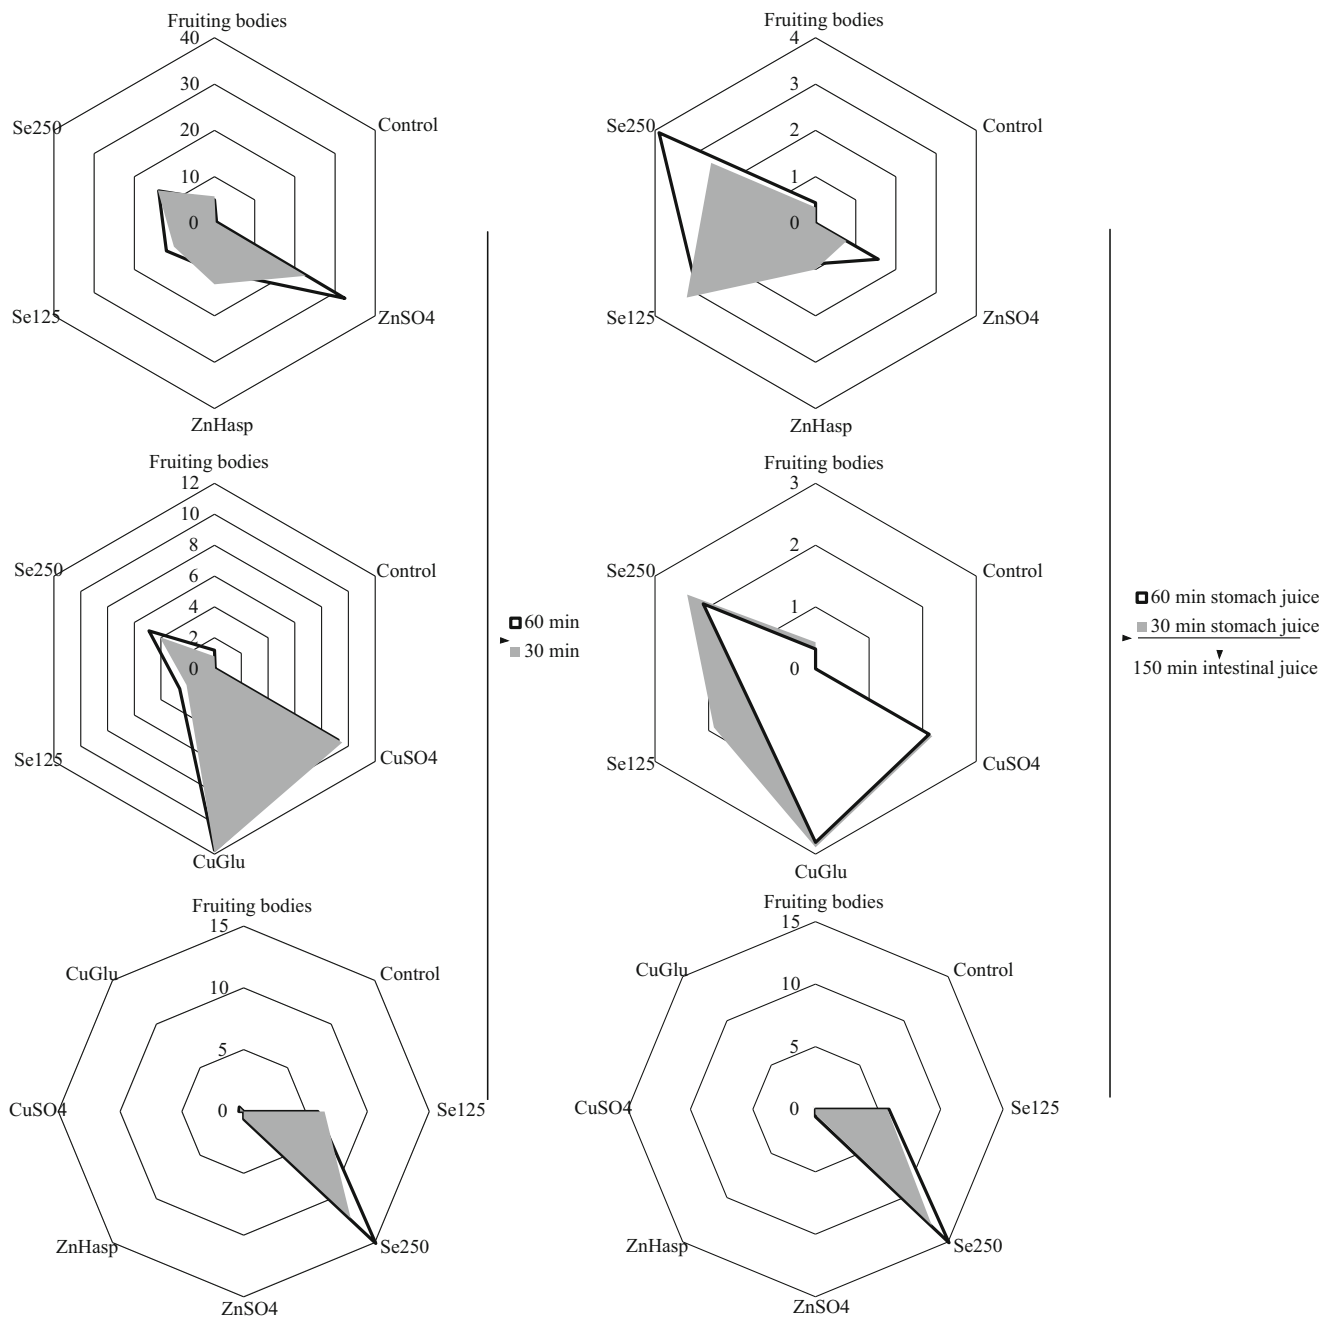 Fruiting bodies
40
30
20
10
0
Control
ZnSO4
ZnHasp
Se125
Se250
Fruiting bodies
4
3
2
1
0
Control
ZnSO4
ZnHasp
Se125
Se250
Fruiting bodies
12
10
8
6
4
2
0
Control
CuSO4
CuGlu
Se125
Se250
60 min
30 min
Fruiting bodies
3
2
1
0
Control
CuSO4
CuGlu
Se125
Se250
60 min stomach juice
30 min stomach juice
150 min intestinal juice
Fruiting bodies
15
10
5
0
Control
Se125
Se250
ZnSO4
ZnHasp
CuSO4
CuGlu
Fruiting bodies
15
10
5
0
Control
Se125
Se250
ZnSO4
ZnHasp
CuSO4
CuGlu